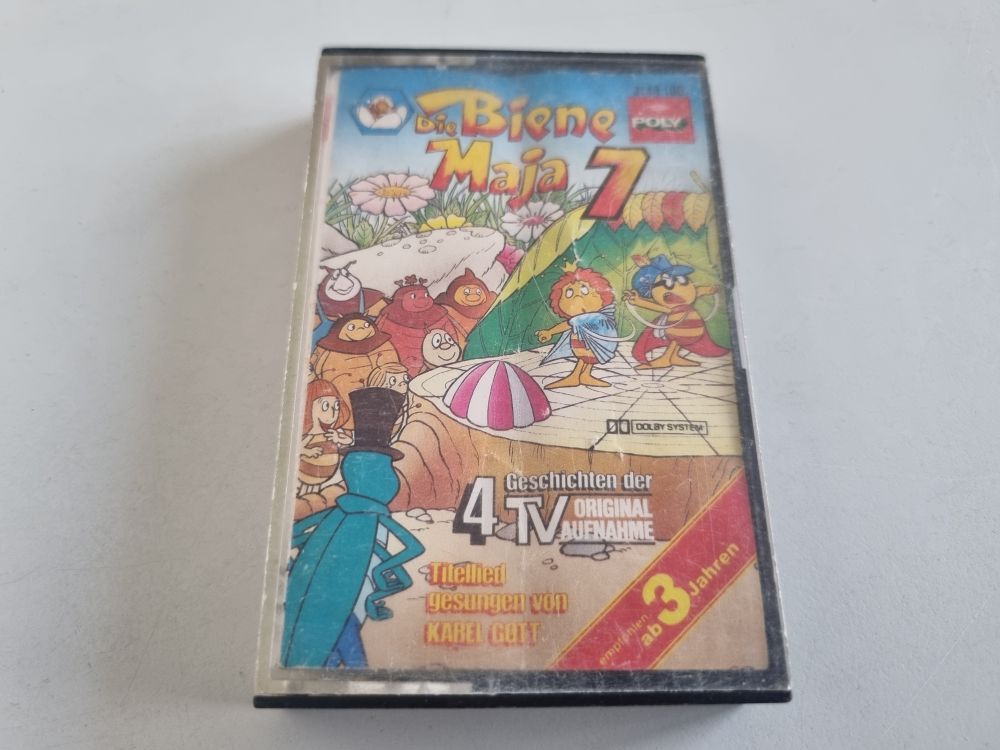 Die Biene
Maja 7
POLY
DOLBY SYSTEM
4 Geschichten der
TV ORIGINAL
AUFNAHME
Titellied
gesungen von
KAREL GOTT
empfohlen
ab 3 Jahren